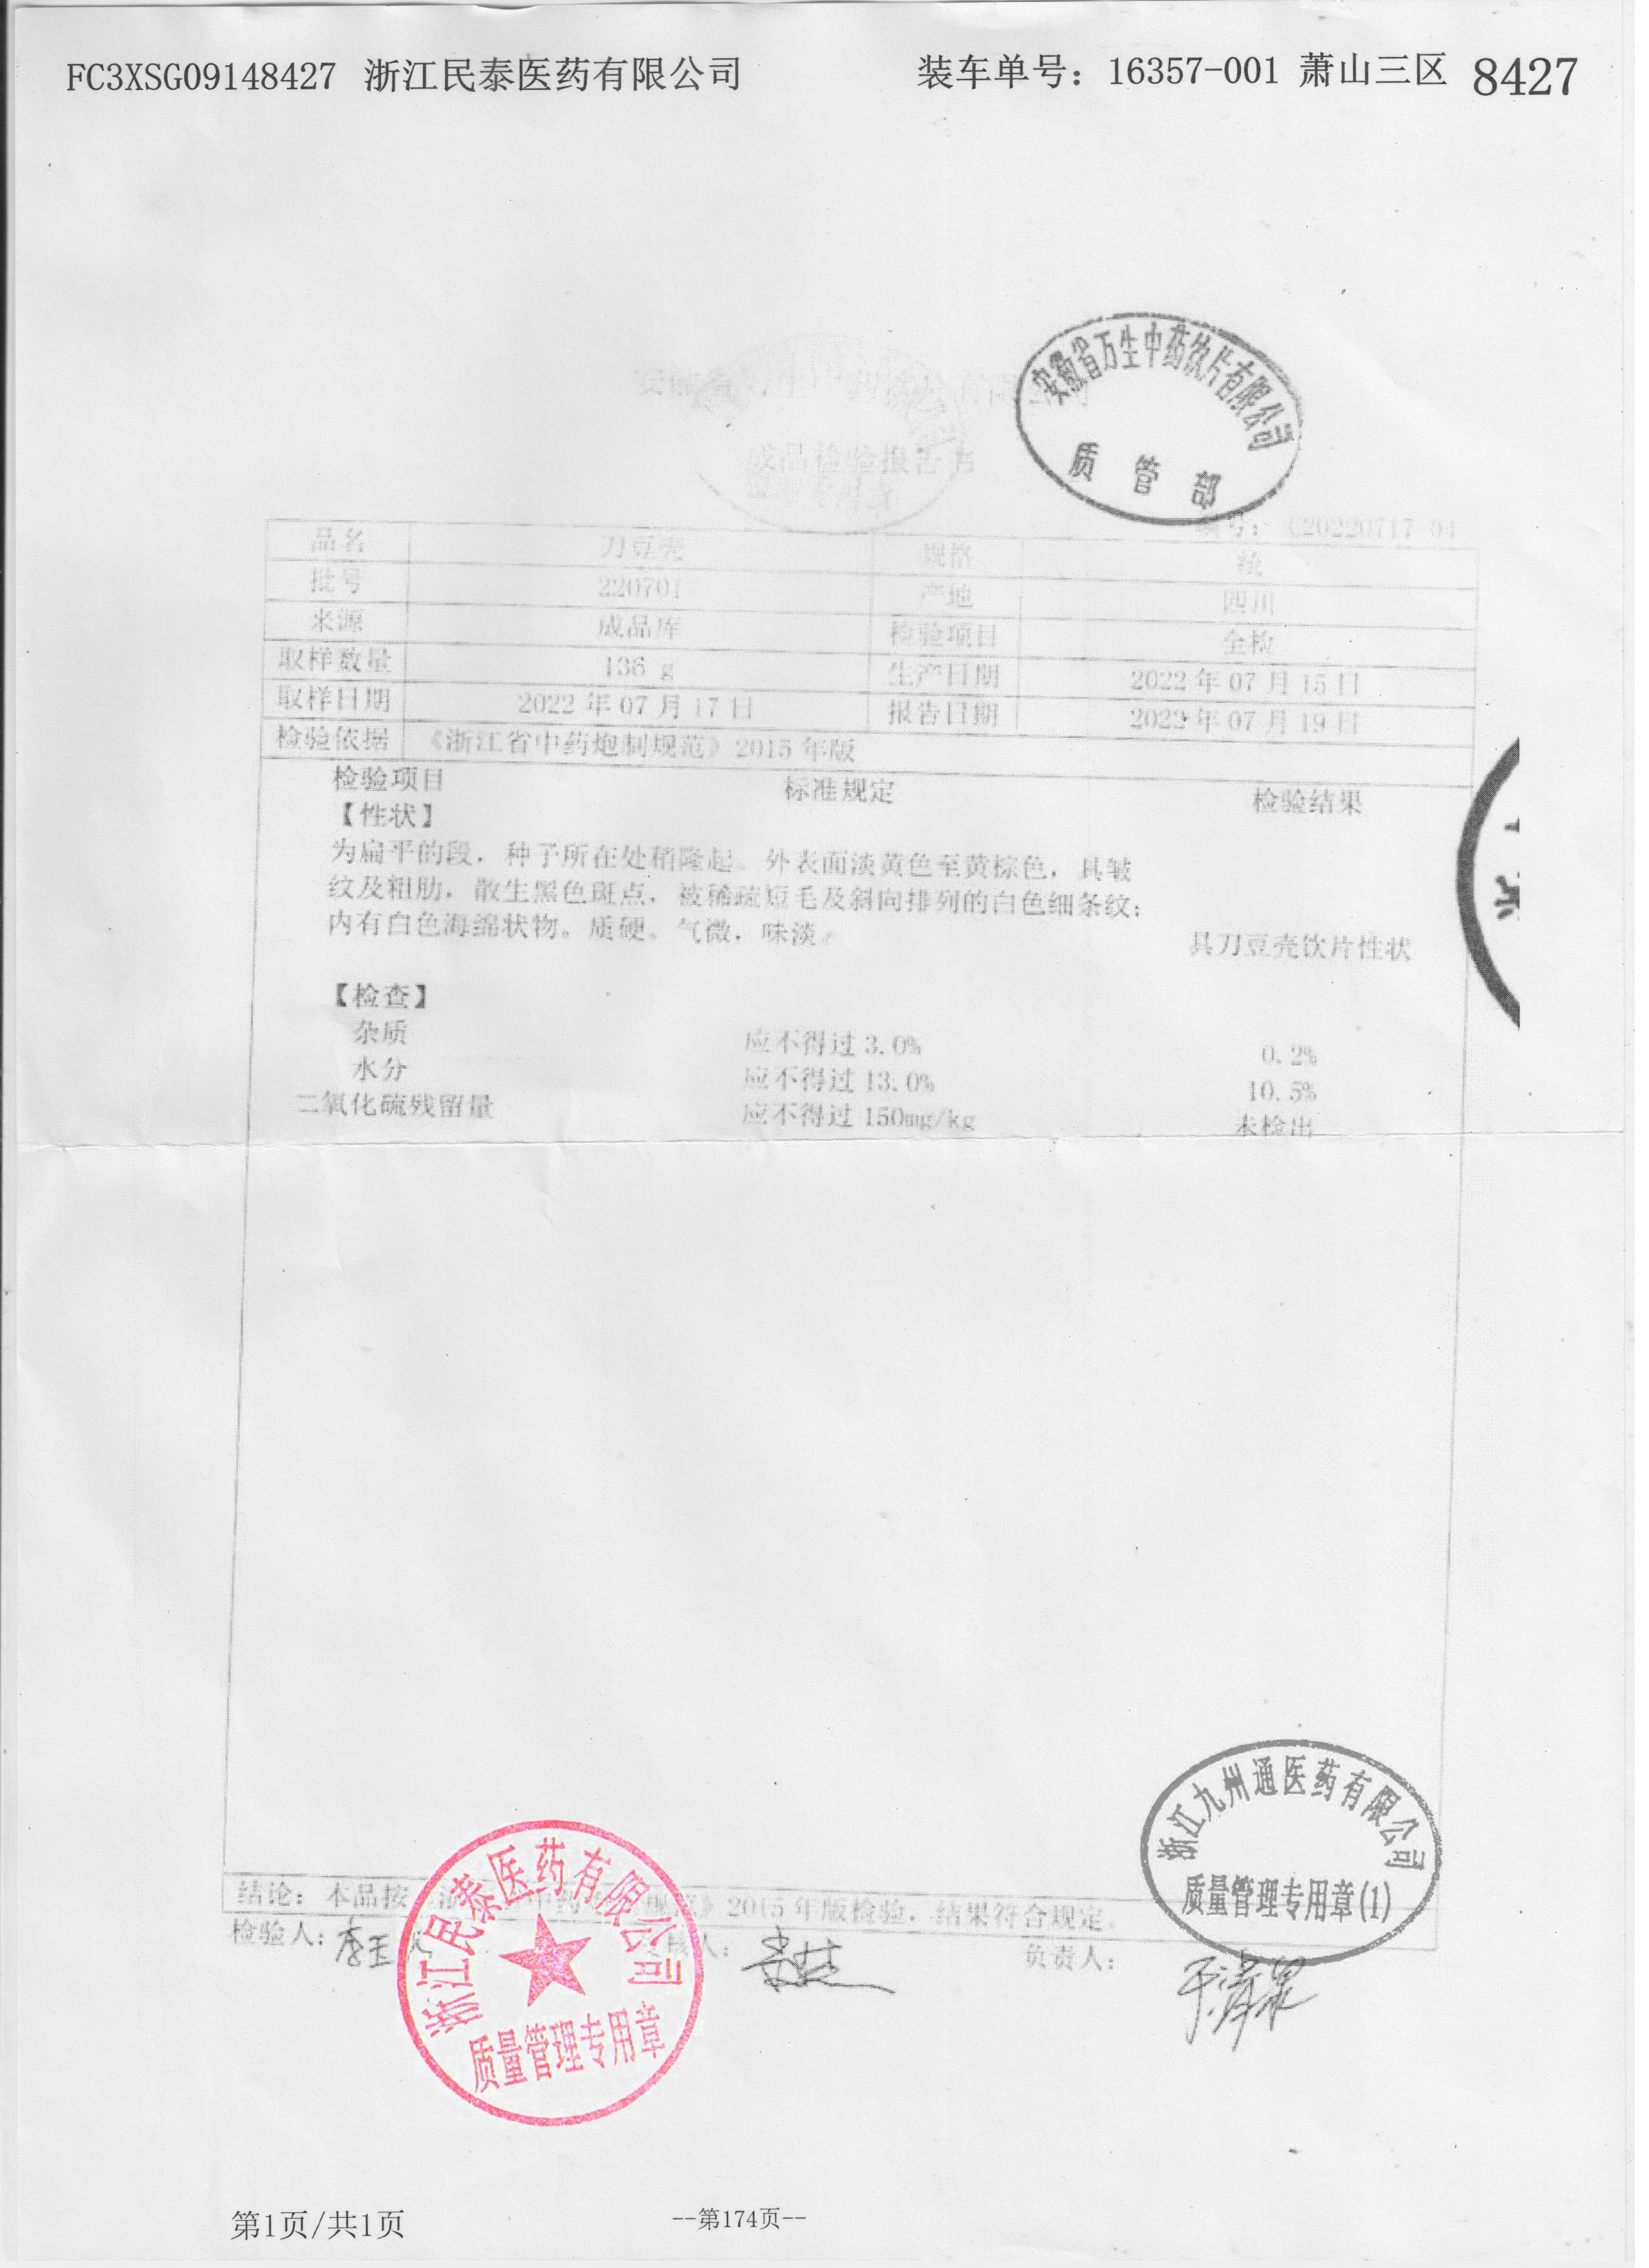 FC3XSG09148427 浙江民泰医药有限公司 装车单号：16357-001 萧山三区 8427
安徽省万生中药饮片有限公司
质管部
成品检验报告书
编号：C20220717-04
品名 刀豆壳 规格 统
批号 220701 产地 四川
来源 成品库 检验项目 全检
取样数量 136 g 生产日期 2022 年 07 月 15 日
取样日期 2022 年 07 月 17 日 报告日期 2022 年 07 月 19 日
检验依据 《浙江省中药炮制规范》2015 年版
检验项目 标准规定 检验结果
【性状】
为扁平的段，种子所在处稍隆起。外表面淡黄色至黄棕色，具皱
纹及粗肋，散生黑色斑点，被稀疏短毛及斜向排列的白色细条纹；
内有白色海绵状物。质硬。气微，味淡。 具刀豆壳饮片性状
【检查】
杂质 应不得过 3.0% 0.2%
水分 应不得过 13.0% 10.5%
二氧化硫残留量 应不得过 150mg/kg 未检出
浙江九州通医药有限公司
质量管理专用章(1)
结论：本品按 2015 年版检验，结果符合规定。
检验人： 负责人：
浙江民泰医药有限公司
质量管理专用章
第1页/共1页 --第174页--